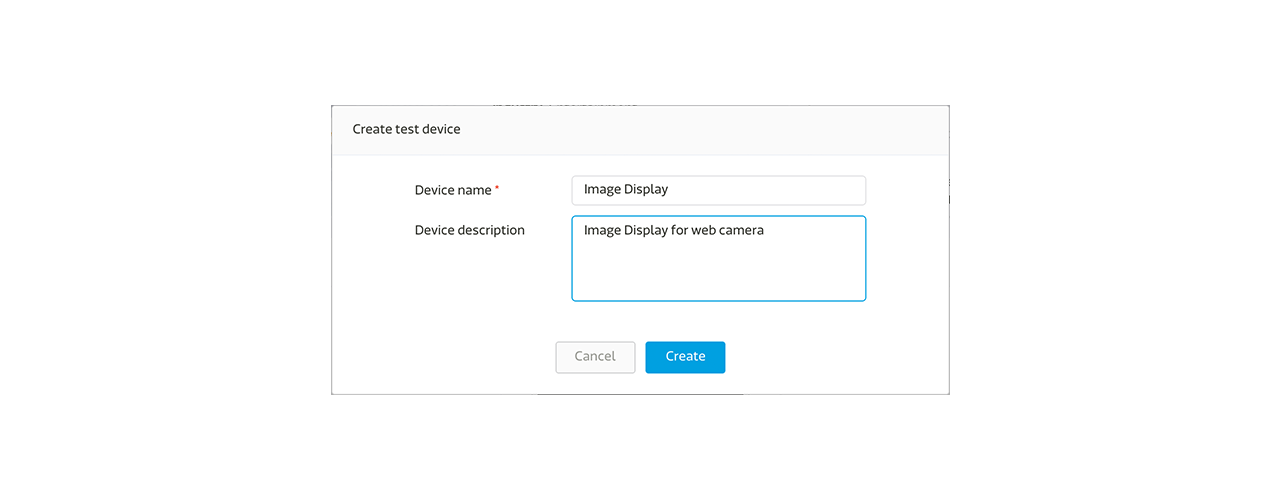 Create test device
Device name * Image Display
Device description Image Display for web camera
Cancel Create